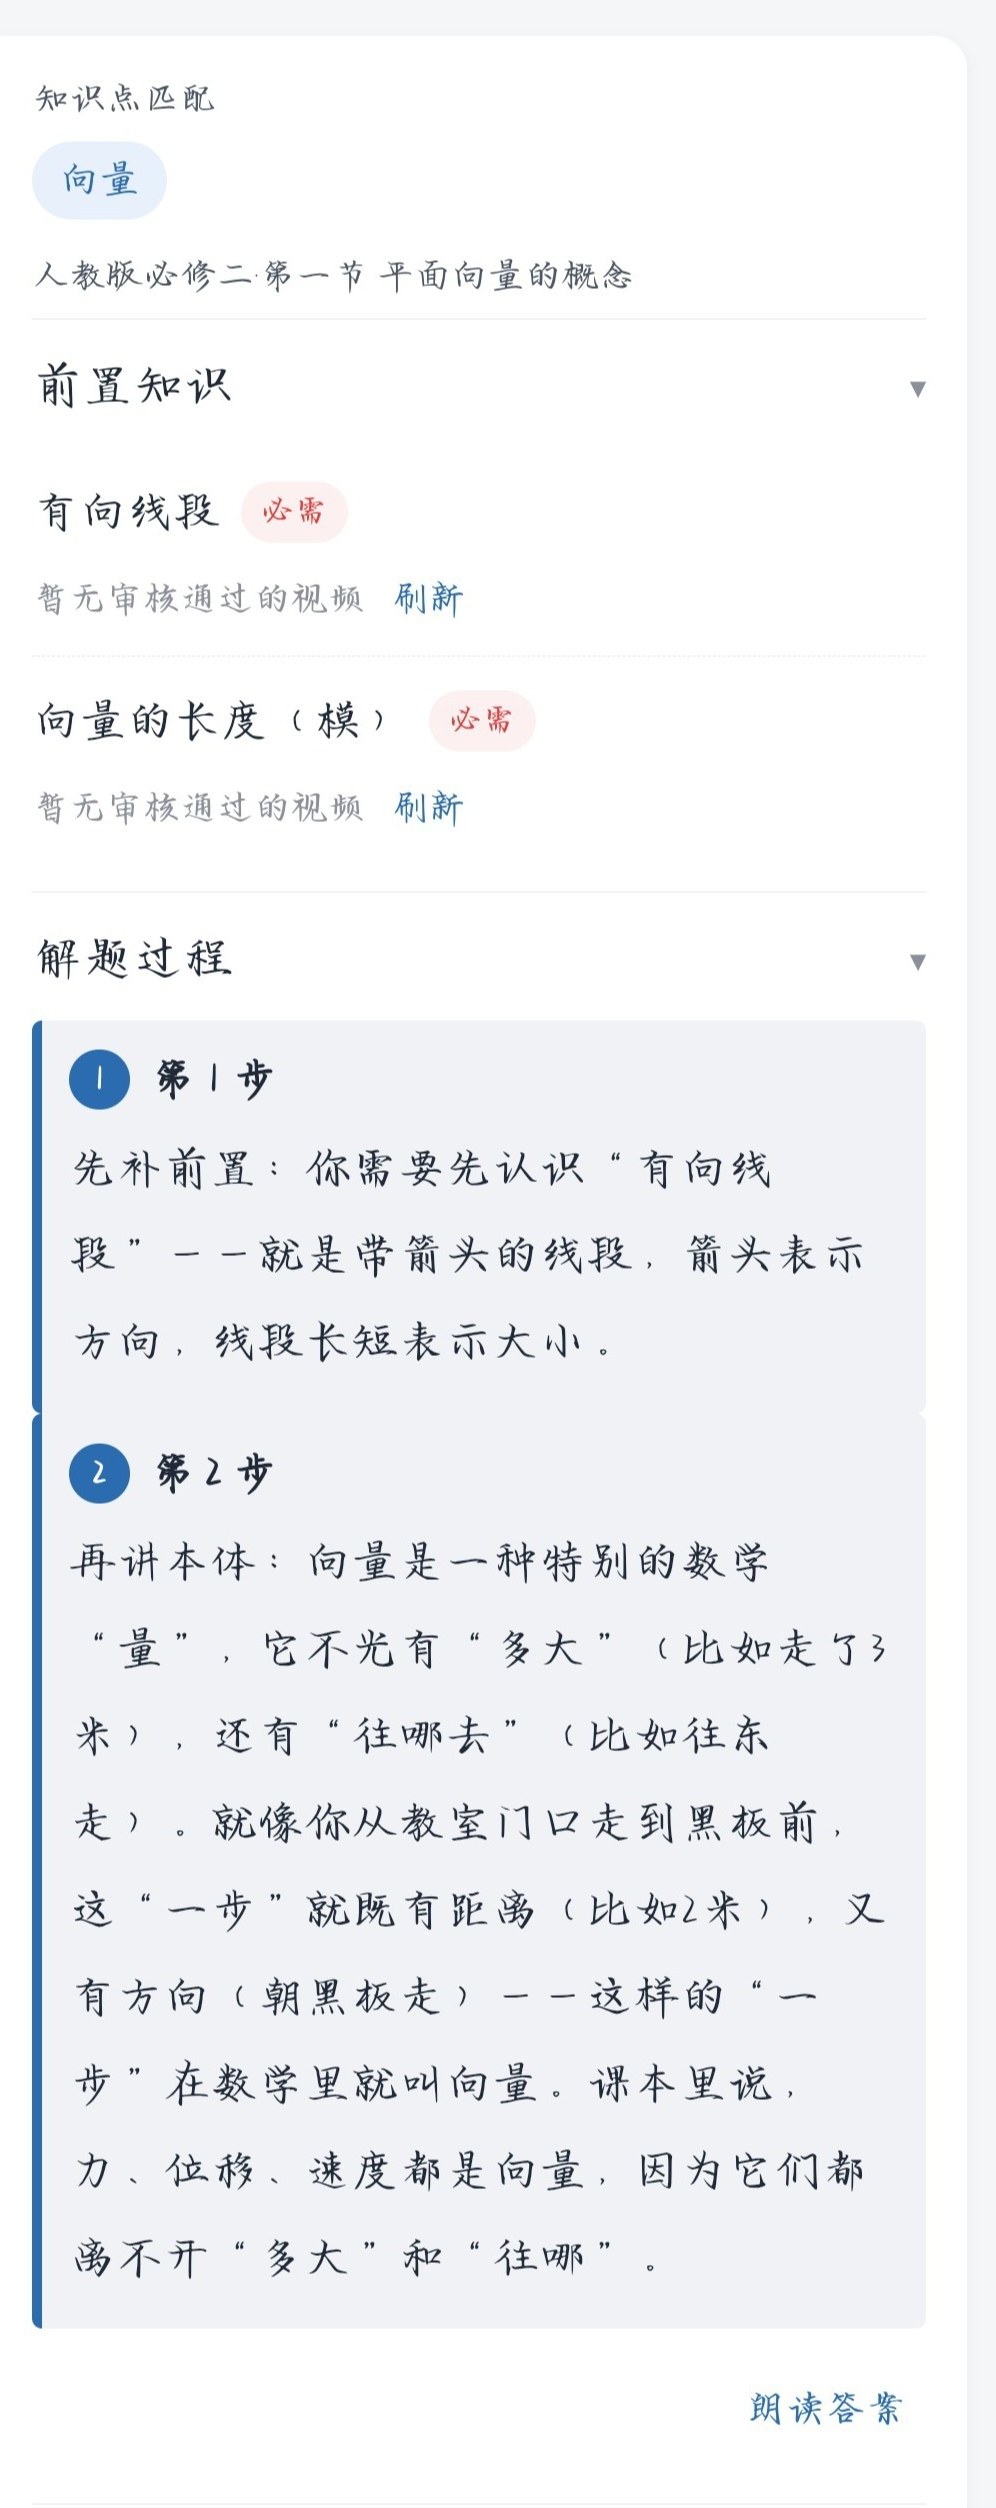 知识点匹配
向量
人教版必修二·第一节 平面向量的概念
前置知识
▼
有向线段 必需
暂无审核通过的视频 刷新
向量的长度（模） 必需
暂无审核通过的视频 刷新
解题过程
▼
1 第1步
先补前置：你需要先认识“有向线
段”——就是带箭头的线段，箭头表示
方向，线段长短表示大小。
2 第2步
再讲本体：向量是一种特别的数学
“量”，它不光有“多大”（比如走了3
米），还有“往哪去”（比如往东
走）。就像你从教室门口走到黑板前，
这“一步”就既有距离（比如2米），又
有方向（朝黑板走）——这样的“一
步”在数学里就叫向量。课本里说，
力、位移、速度都是向量，因为它们都
离不开“多大”和“往哪”。
朗读答案